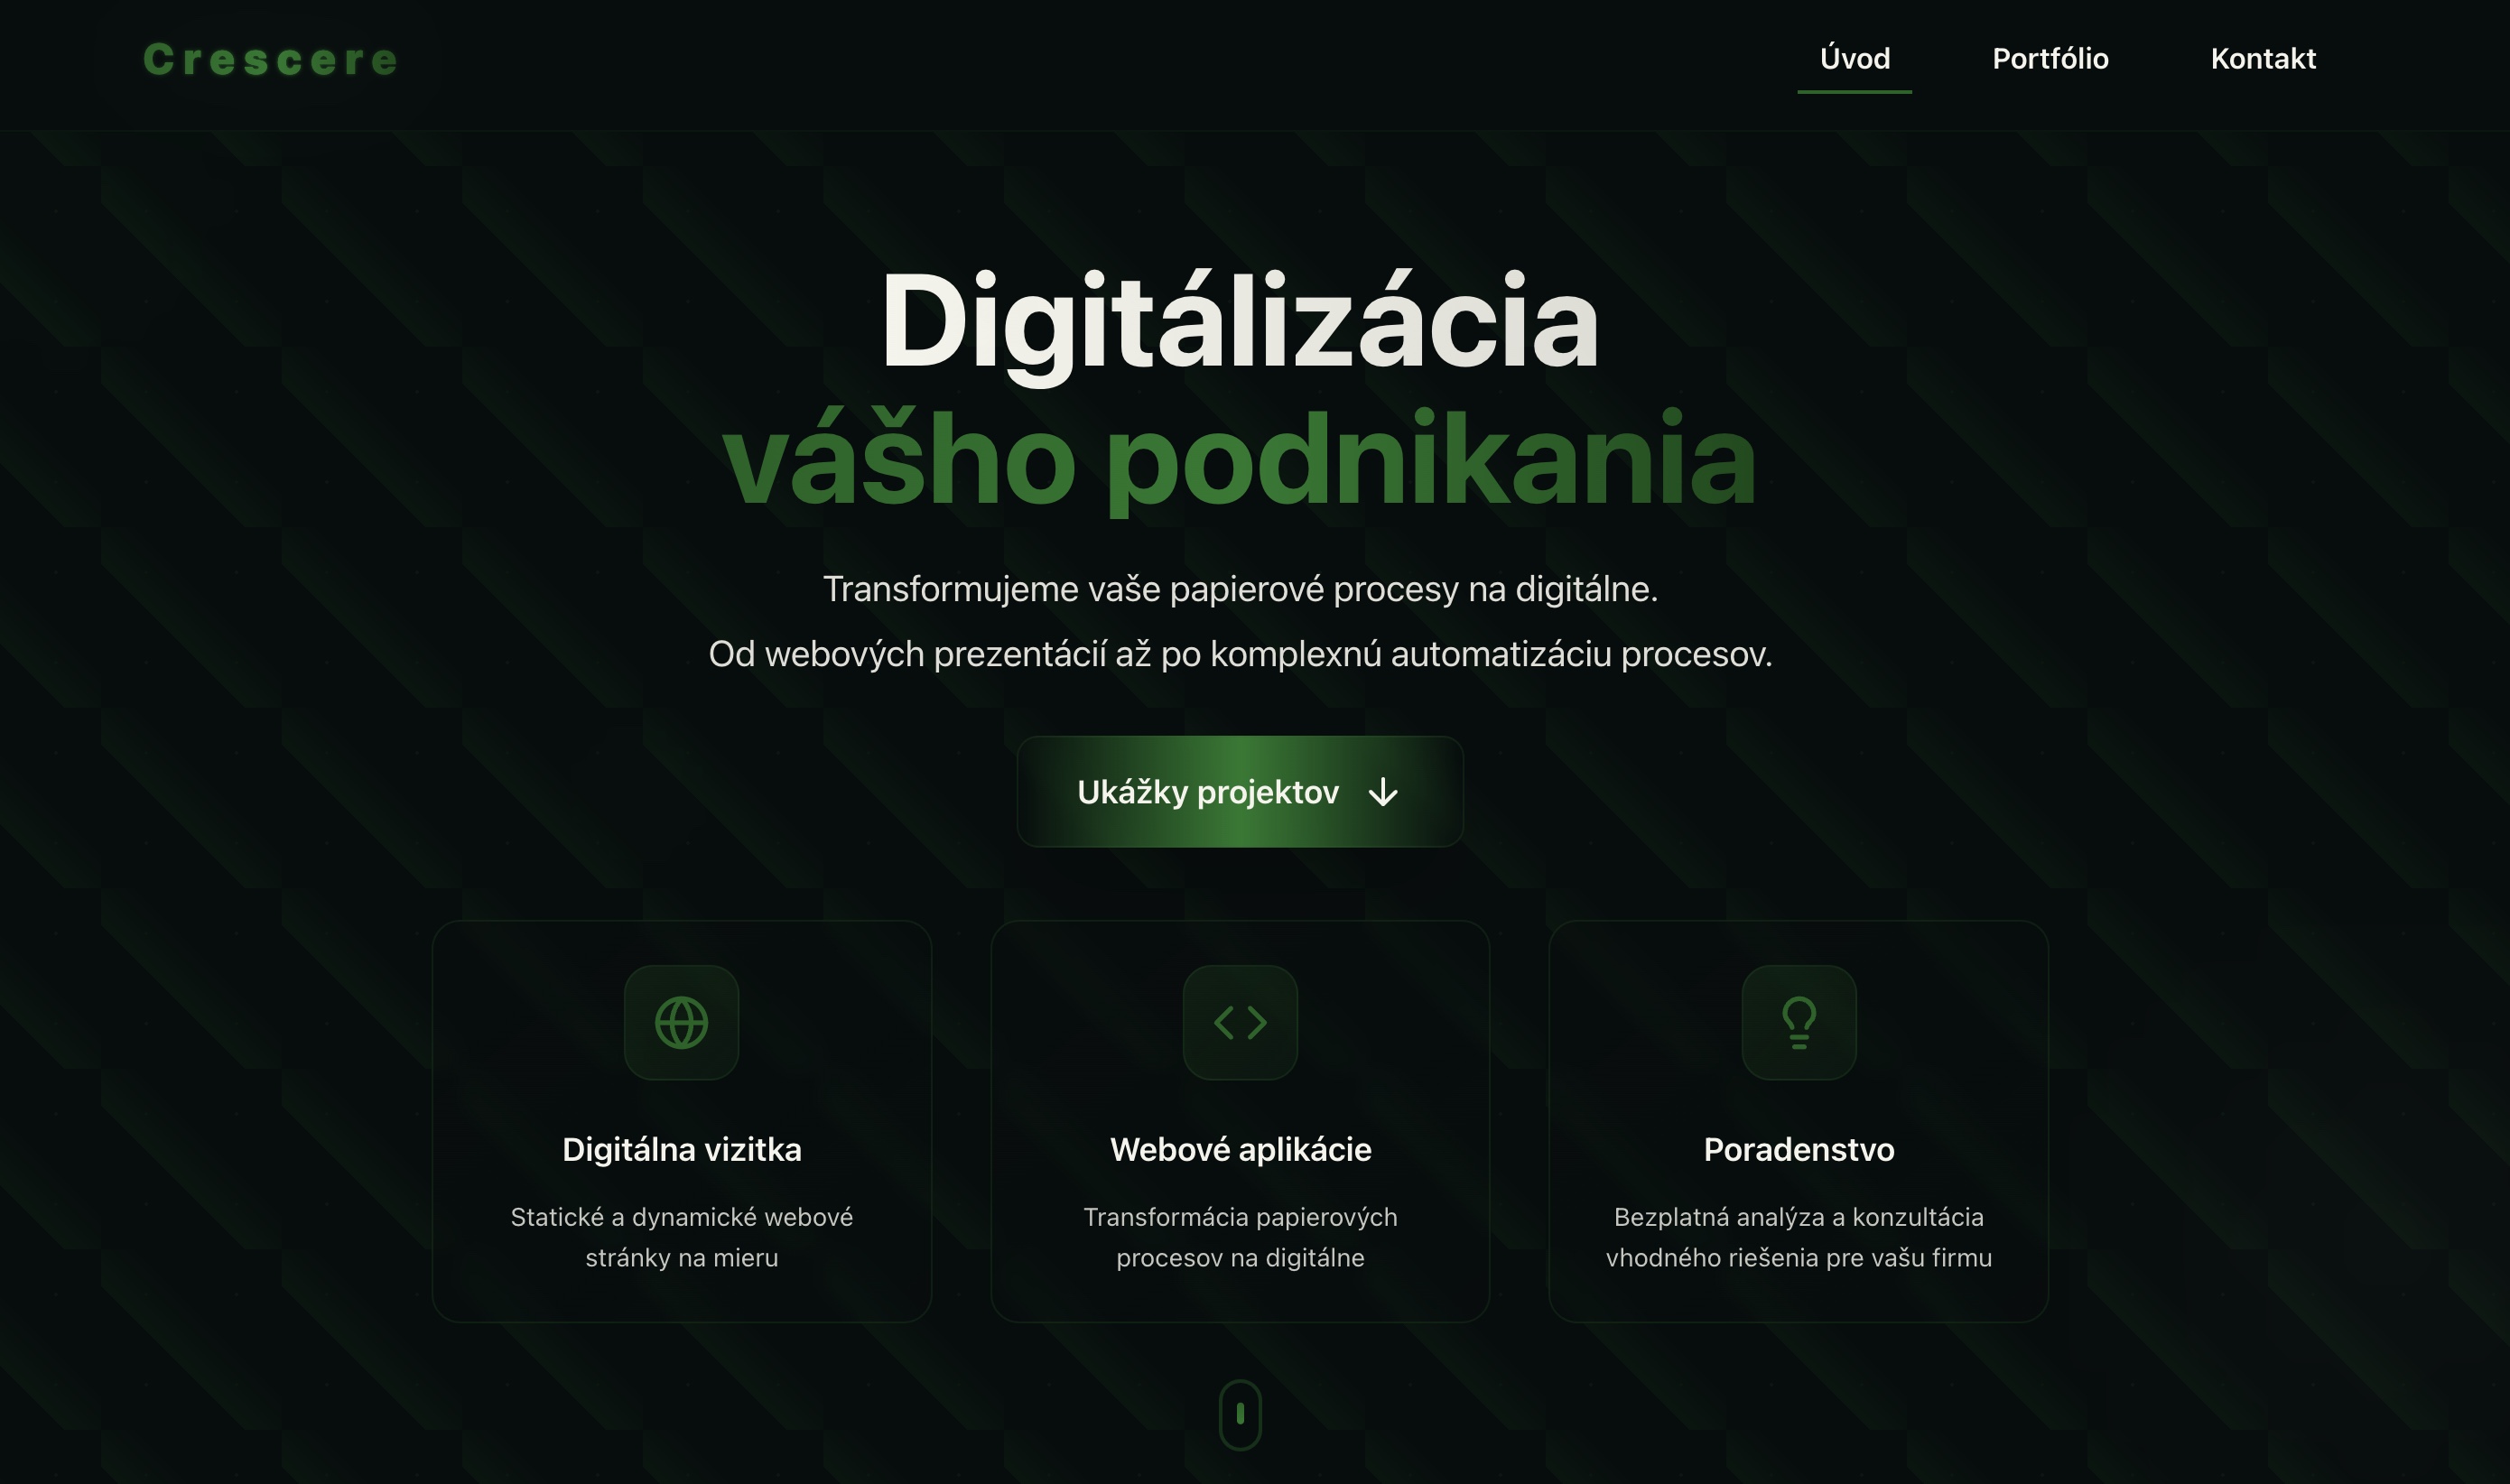 Crescere
Úvod
Portfólio
Kontakt
Digitálizácia
vášho podnikania
Transformujeme vaše papierové procesy na digitálne.
Od webových prezentácií až po komplexnú automatizáciu procesov.
Ukážky projektov
Digitálna vizitka
Statické a dynamické webové
stránky na mieru
Webové aplikácie
Transformácia papierových
procesov na digitálne
Poradenstvo
Bezplatná analýza a konzultácia
vhodného riešenia pre vašu firmu